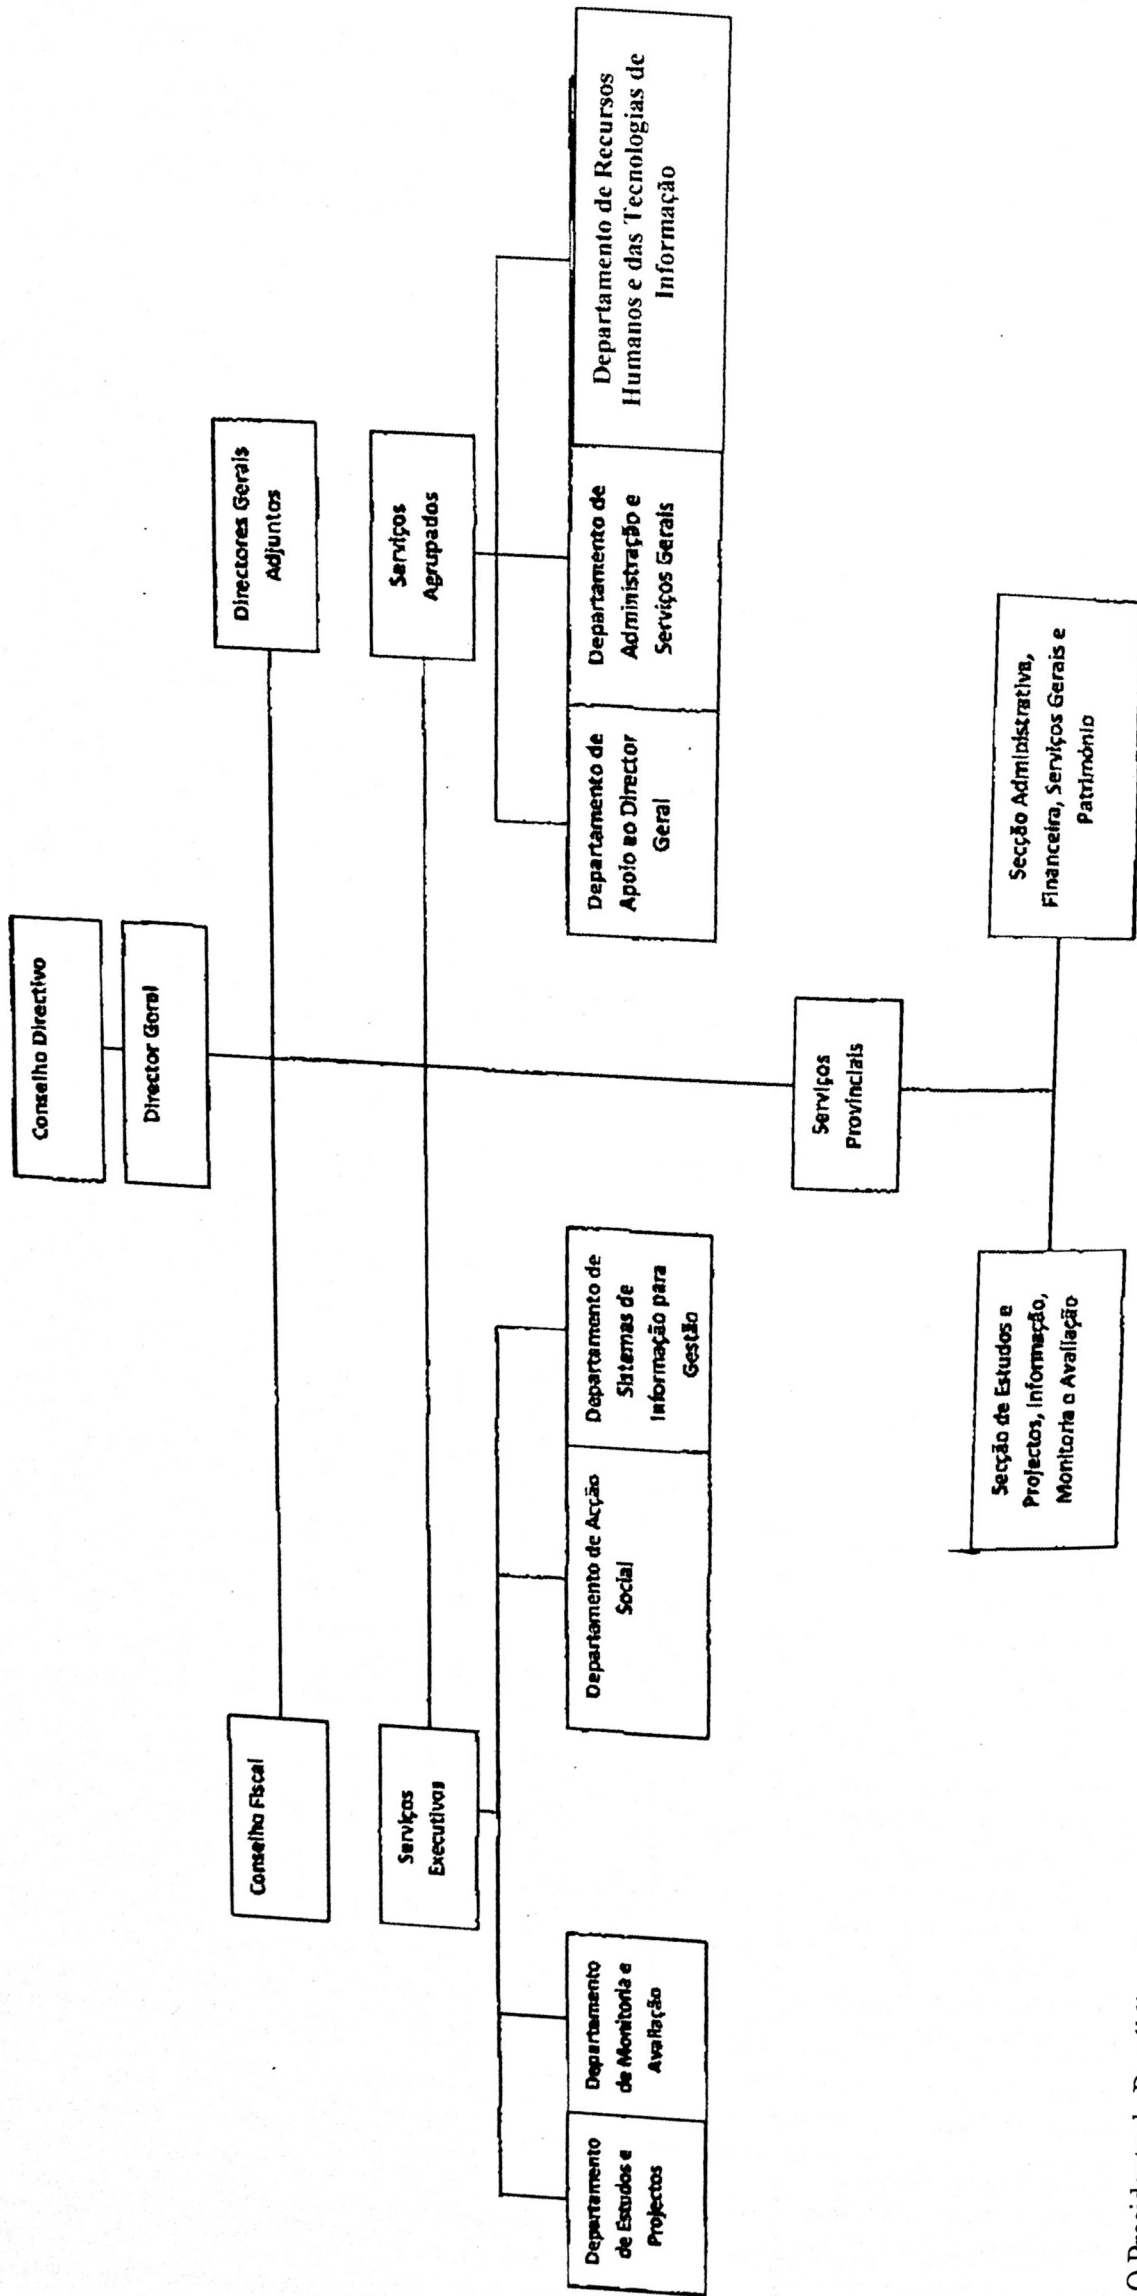 Conselho Directivo
Director Geral
Conselho Fiscal
Directores Gerais
Adjuntos
Serviços
Executivos
Serviços
Agrupados
Departamento
de Estudos e
Projectos
Departamento
de Monitoria e
Avaliação
Departamento de Acção
Social
Departamento de
Sistemas de
Informação para
Gestão
Departamento de
Apoio ao Director
Geral
Departamento de
Administração e
Serviços Gerais
Departamento de Recursos
Humanos e das Tecnologias de
Informação
Serviços
Provinciais
Secção de Estudos e
Projectos, Informação,
Monitoria e Avaliação
Secção Administrativa,
Financeira, Serviços Gerais e
Património
O Presidente da